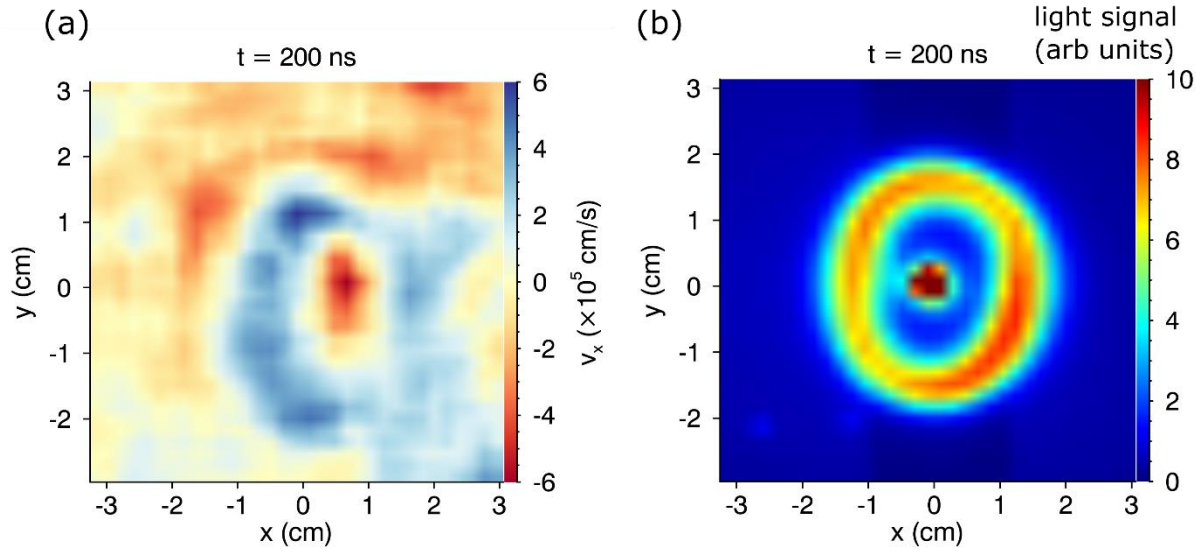 (a)
t = 200 ns
3
2
1
0
-1
-2
y (cm)
-3 -2 -1 0 1 2 3
x (cm)
6
4
2
0
-2
-4
-6
v_x (×10^5 cm/s)
(b)
light signal
(arb units)
t = 200 ns
3
2
1
0
-1
-2
y (cm)
-3 -2 -1 0 1 2 3
x (cm)
10
8
6
4
2
0